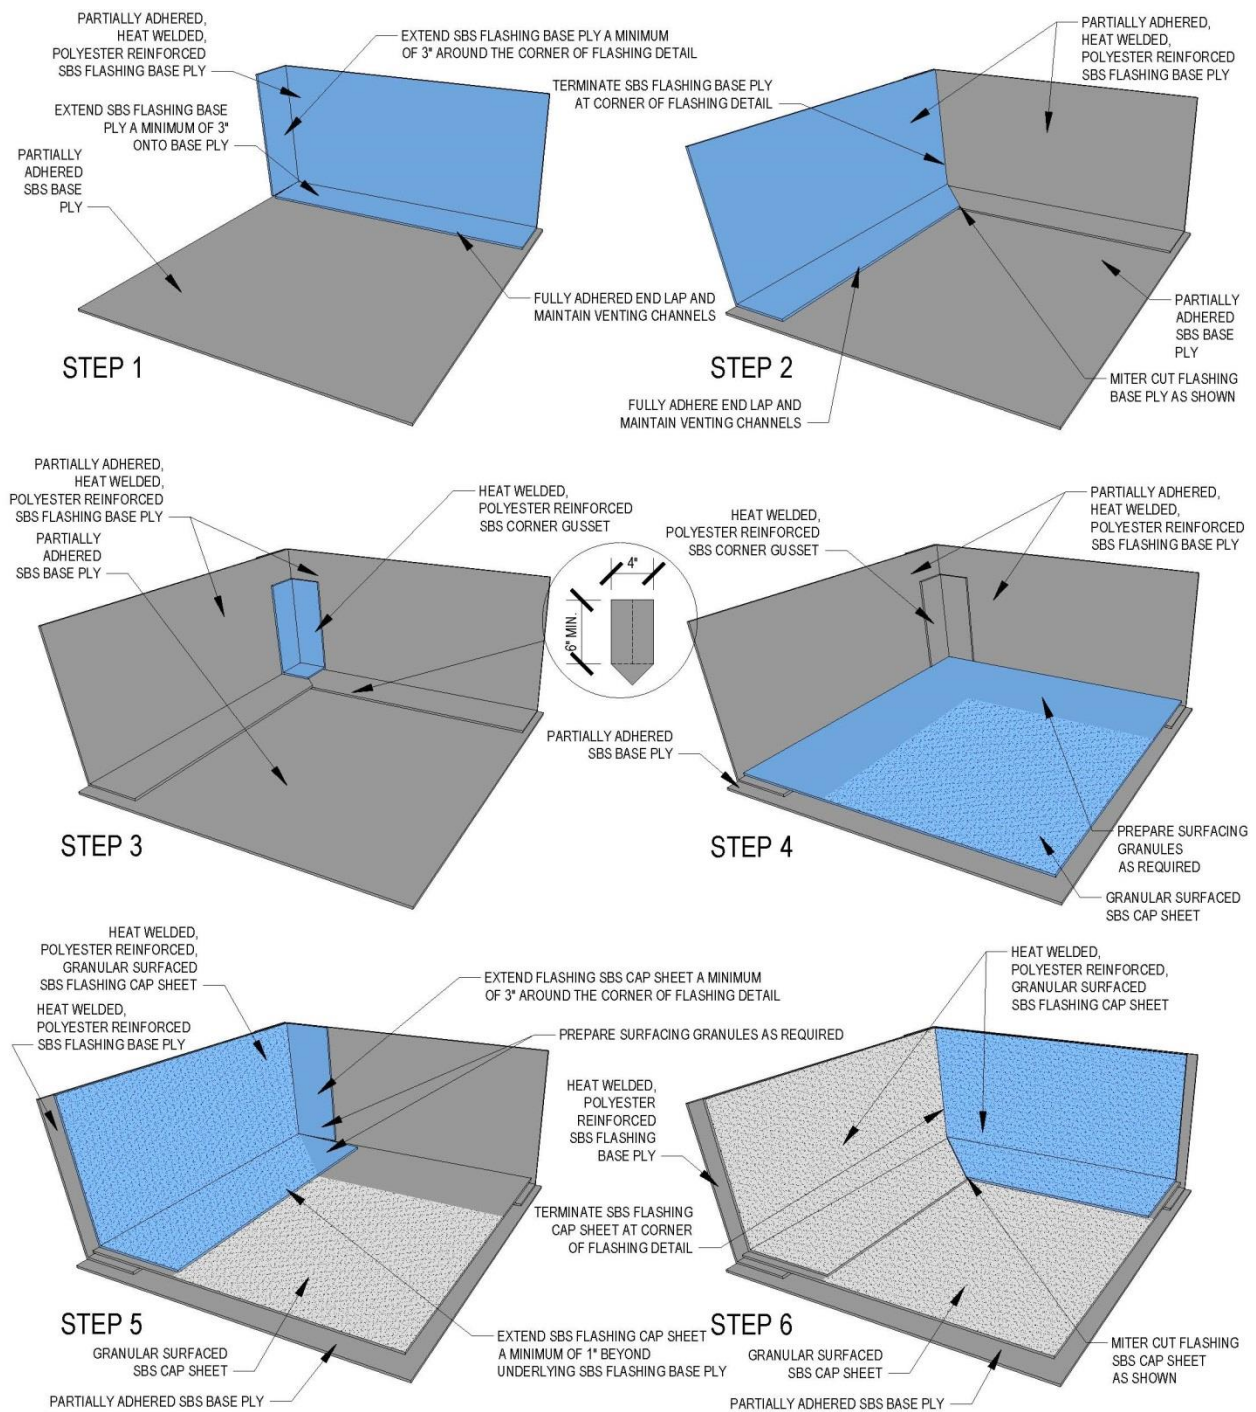 PARTIALLY ADHERED,
HEAT WELDED,
POLYESTER REINFORCED
SBS FLASHING BASE PLY
EXTEND SBS FLASHING BASE PLY A MINIMUM
OF 3" AROUND THE CORNER OF FLASHING DETAIL
EXTEND SBS FLASHING BASE
PLY A MINIMUM OF 3"
ONTO BASE PLY
PARTIALLY
ADHERED
SBS BASE
PLY
FULLY ADHERED END LAP AND
MAINTAIN VENTING CHANNELS
STEP 1
PARTIALLY ADHERED,
HEAT WELDED,
POLYESTER REINFORCED
SBS FLASHING BASE PLY
TERMINATE SBS FLASHING BASE PLY
AT CORNER OF FLASHING DETAIL
PARTIALLY
ADHERED
SBS BASE
PLY
MITER CUT FLASHING
BASE PLY AS SHOWN
FULLY ADHERE END LAP AND
MAINTAIN VENTING CHANNELS
STEP 2
PARTIALLY ADHERED,
HEAT WELDED,
POLYESTER REINFORCED
SBS FLASHING BASE PLY
PARTIALLY
ADHERED
SBS BASE PLY
HEAT WELDED,
POLYESTER REINFORCED
SBS CORNER GUSSET
4"
6" MIN.
STEP 3
HEAT WELDED,
POLYESTER REINFORCED
SBS CORNER GUSSET
PARTIALLY ADHERED,
HEAT WELDED,
POLYESTER REINFORCED
SBS FLASHING BASE PLY
PARTIALLY ADHERED
SBS BASE PLY
PREPARE SURFACING
GRANULES
AS REQUIRED
GRANULAR SURFACED
SBS CAP SHEET
STEP 4
HEAT WELDED,
POLYESTER REINFORCED,
GRANULAR SURFACED
SBS FLASHING CAP SHEET
HEAT WELDED,
POLYESTER REINFORCED
SBS FLASHING BASE PLY
EXTEND FLASHING SBS CAP SHEET A MINIMUM
OF 3" AROUND THE CORNER OF FLASHING DETAIL
PREPARE SURFACING GRANULES AS REQUIRED
EXTEND SBS FLASHING CAP SHEET
A MINIMUM OF 1" BEYOND
UNDERLYING SBS FLASHING BASE PLY
STEP 5
GRANULAR SURFACED
SBS CAP SHEET
PARTIALLY ADHERED SBS BASE PLY
HEAT WELDED,
POLYESTER REINFORCED,
GRANULAR SURFACED
SBS FLASHING CAP SHEET
HEAT WELDED,
POLYESTER
REINFORCED
SBS FLASHING
BASE PLY
TERMINATE SBS FLASHING
CAP SHEET AT CORNER
OF FLASHING DETAIL
STEP 6
GRANULAR SURFACED
SBS CAP SHEET
PARTIALLY ADHERED SBS BASE PLY
MITER CUT FLASHING
SBS CAP SHEET
AS SHOWN